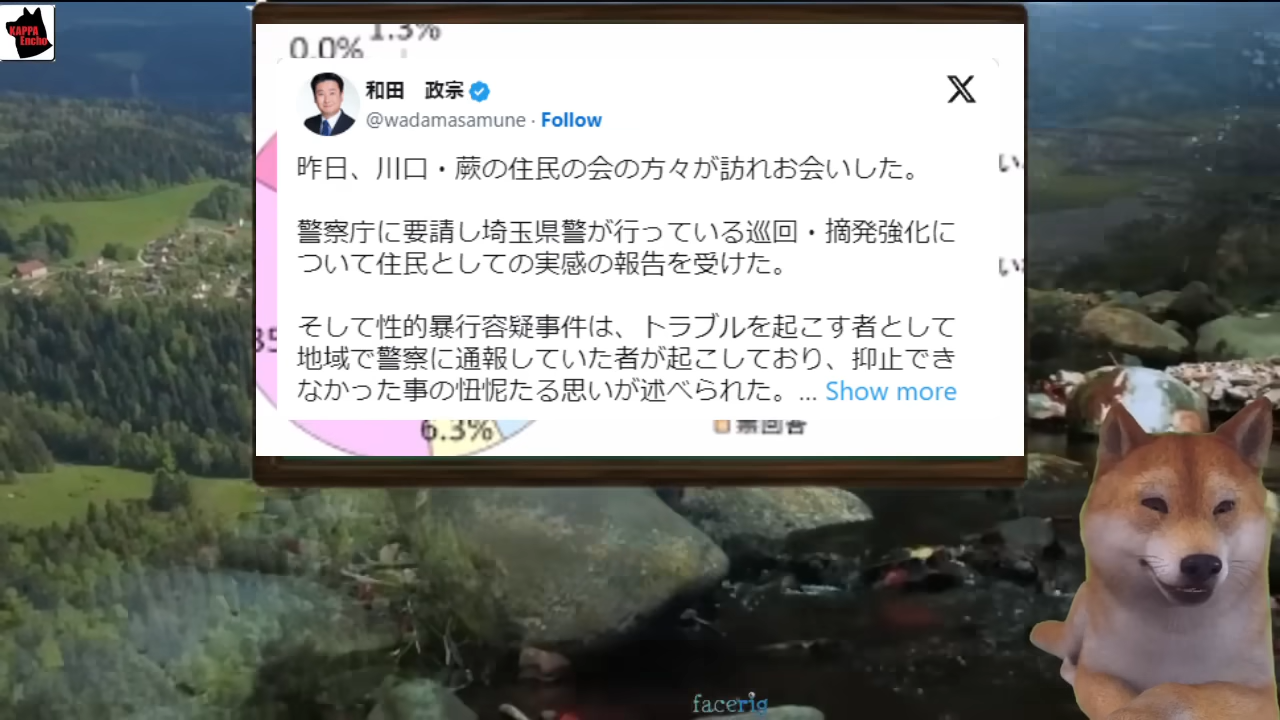 KAPPA
Encho
0.0%
1.3%
和田　政宗
@wadamasamune · Follow
昨日、川口・蕨の住民の会の方々が訪れお会いした。
警察庁に要請し埼玉県警が行っている巡回・摘発強化に
ついて住民としての実感の報告を受けた。
そして性的暴行容疑事件は、トラブルを起こす者として
地域で警察に通報していた者が起こしており、抑止でき
なかった事の忸怩たる思いが述べられた。... Show more
6.3%
無回答
facerig